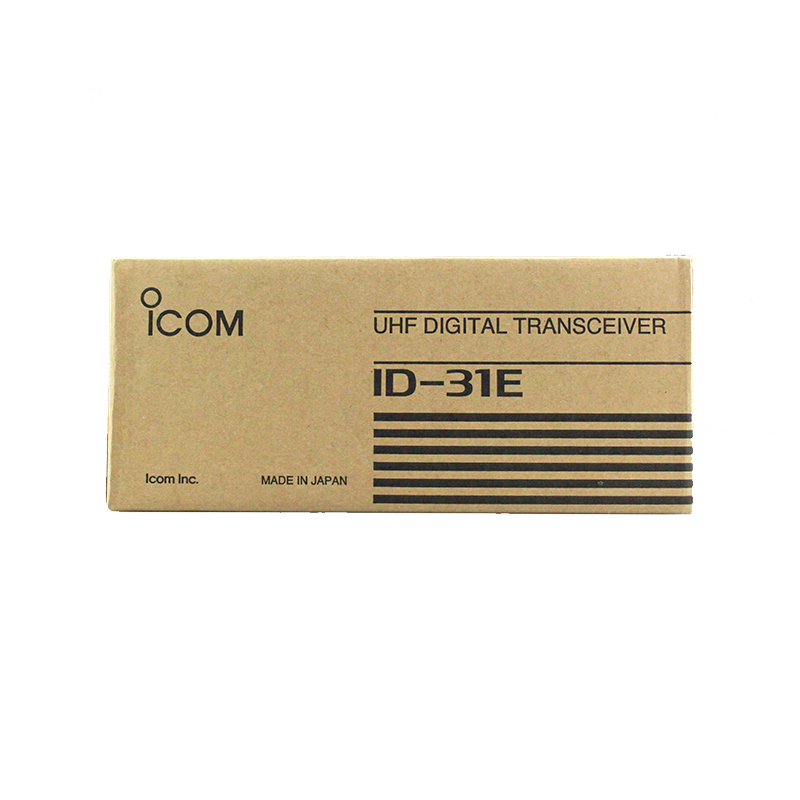 ICOM
UHF DIGITAL TRANSCEIVER
ID-31E
Icom Inc.
MADE IN JAPAN